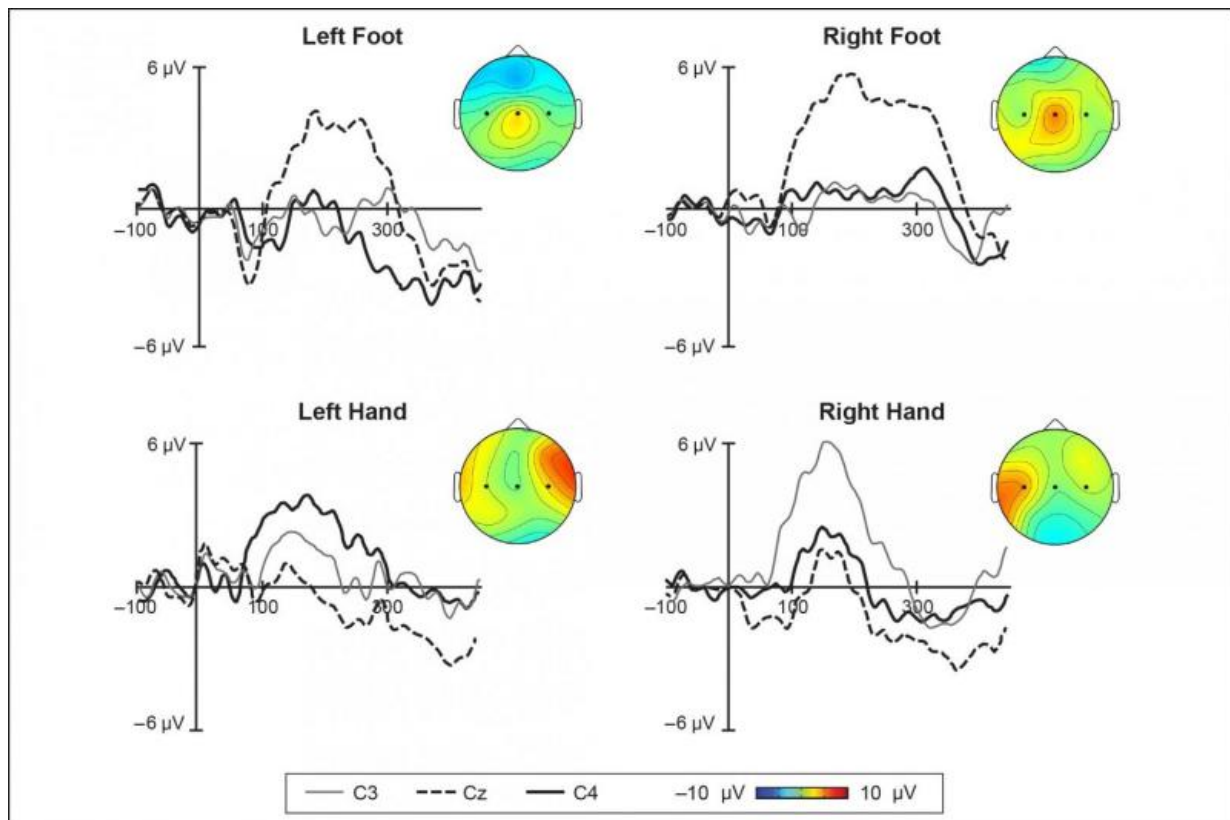 Left Foot
6 µV
–100
100
300
–6 µV
Right Foot
6 µV
–100
100
300
–6 µV
Left Hand
6 µV
–100
100
300
–6 µV
Right Hand
6 µV
–100
100
300
–6 µV
C3 Cz C4 –10 µV 10 µV